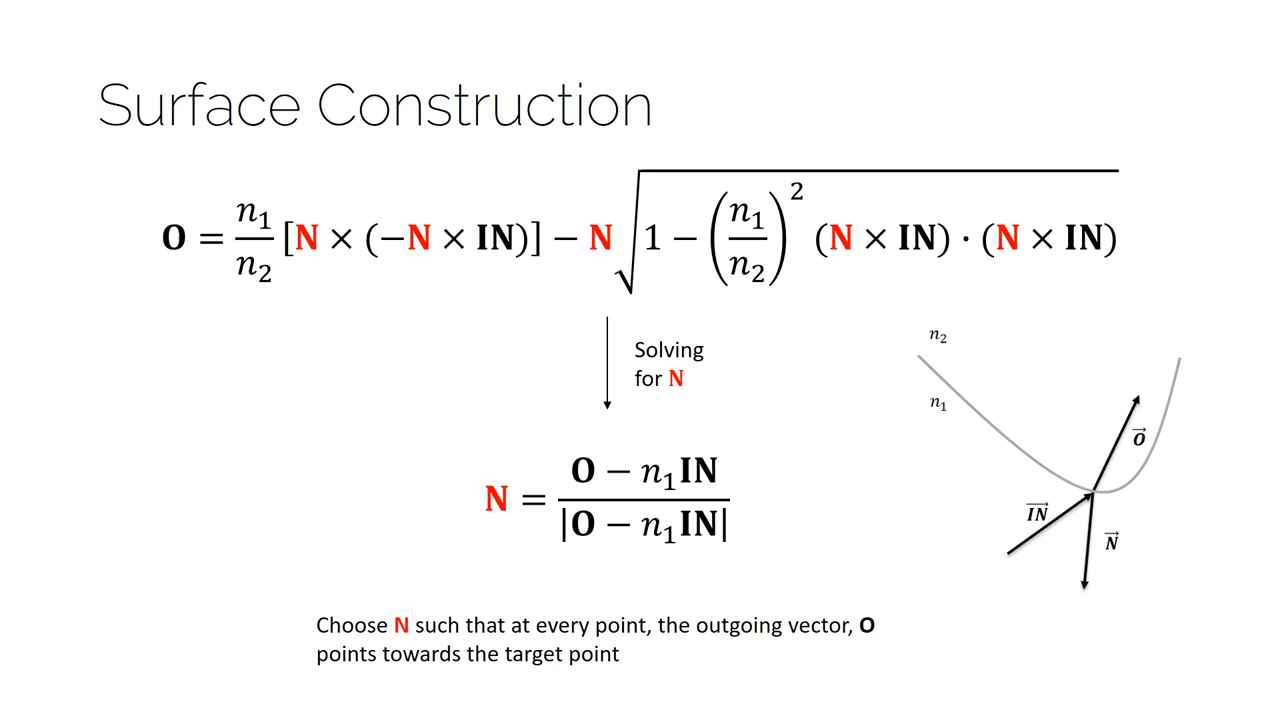 Surface Construction
𝐎 = n₁/n₂ [𝐍 × (−𝐍 × 𝐈𝐍)] − 𝐍 √(1 − (n₁/n₂)² (𝐍 × 𝐈𝐍) · (𝐍 × 𝐈𝐍))
Solving
for 𝐍
n₂
n₁
O⃗
𝐍 = (𝐎 − n₁𝐈𝐍) / |𝐎 − n₁𝐈𝐍|
IN⃗
N⃗
Choose N such that at every point, the outgoing vector, O
points towards the target point